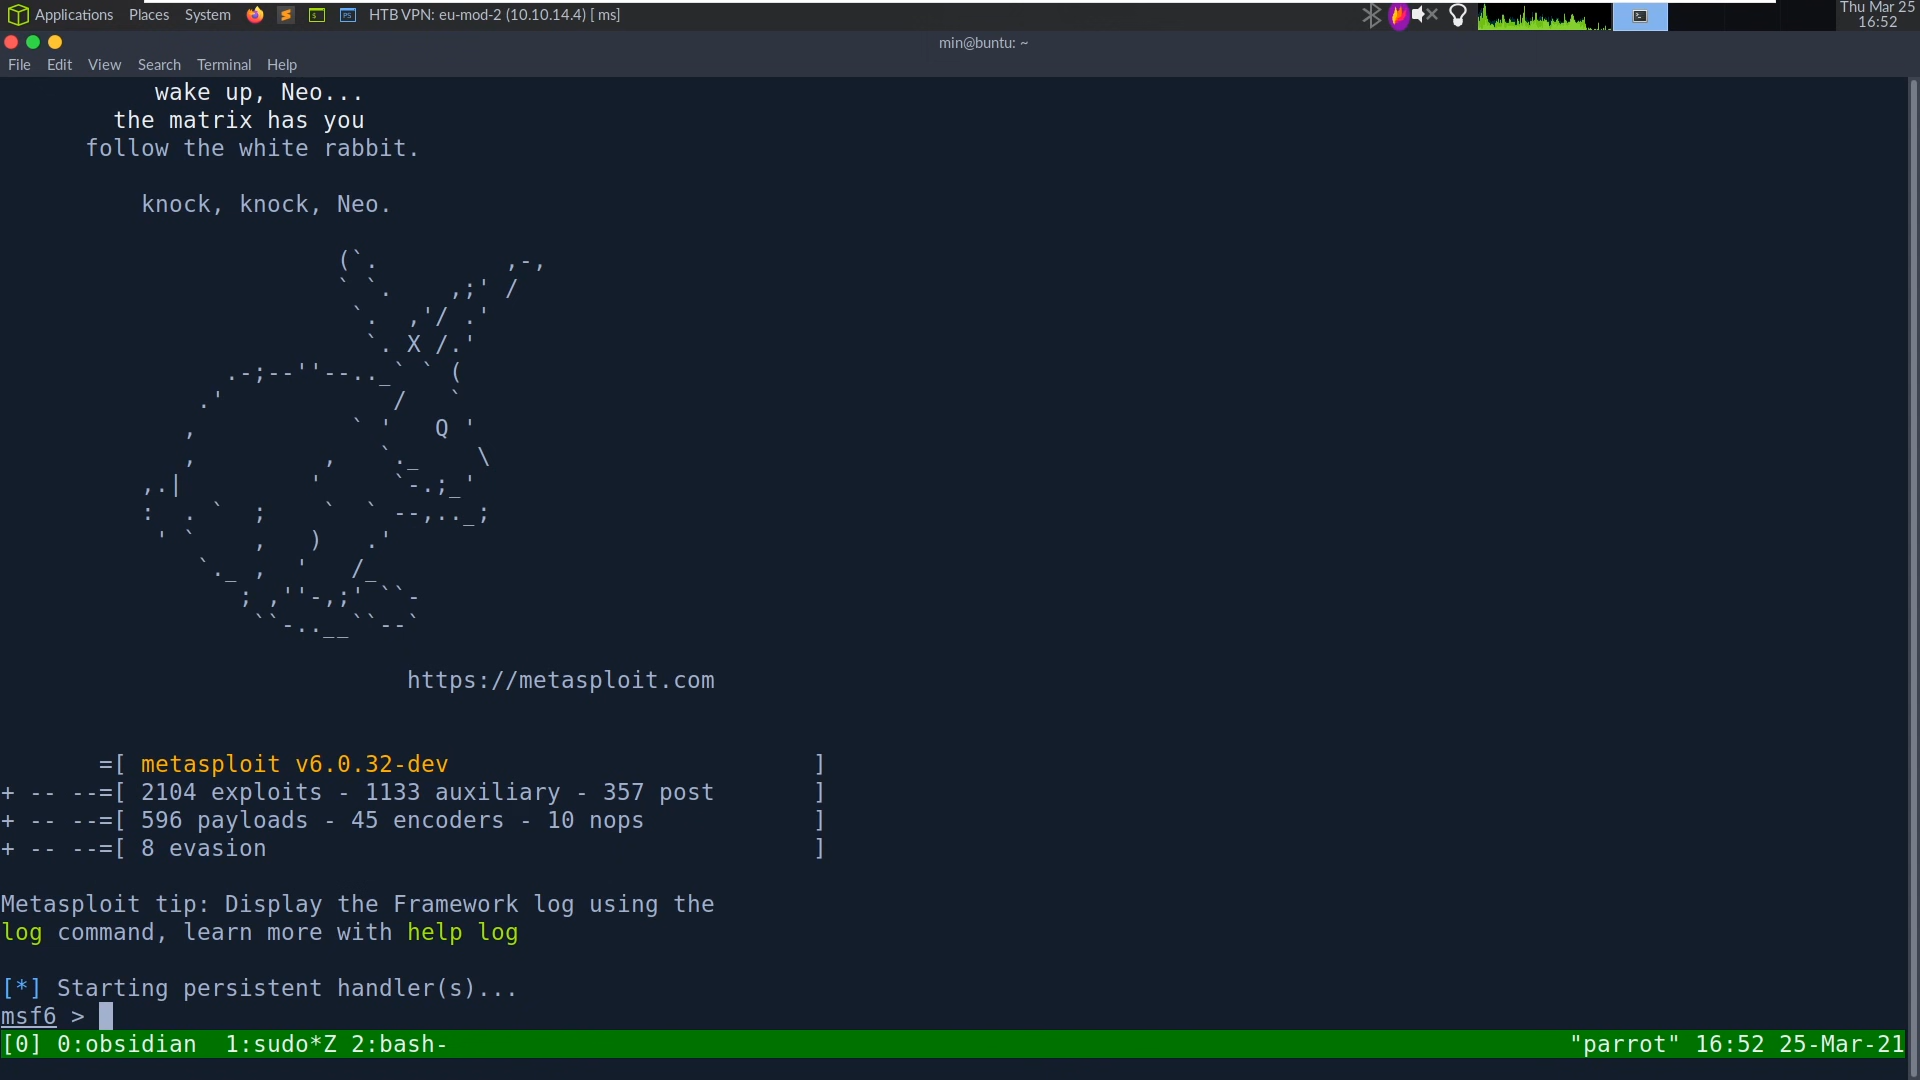 Applications Places System HTB VPN: eu-mod-2 (10.10.14.4) [ ms] Thu Mar 25
16:52
min@buntu: ~
File Edit View Search Terminal Help
           wake up, Neo...
        the matrix has you
      follow the white rabbit.
          knock, knock, Neo.
                        (`.         ,-,
                        ` `.    ,;' /
                         `.  ,'/ .'
                          `. X /.'
                .-;--''--.._` ` (
              .'            /   `
             ,           ` '   Q '
             ,         ,   `._    \
          ,.|         '     `-.;_'
          :  . `  ;    `  ` --,.._;
           ' `    ,   )   .'
              `._ ,  '   /_
                 ; ,''-,;' ``-
                  ``-..__``--`
                             https://metasploit.com
       =[ metasploit v6.0.32-dev                          ]
+ -- --=[ 2104 exploits - 1133 auxiliary - 357 post       ]
+ -- --=[ 596 payloads - 45 encoders - 10 nops            ]
+ -- --=[ 8 evasion                                       ]
Metasploit tip: Display the Framework log using the
log command, learn more with help log
[*] Starting persistent handler(s)...
msf6 >
[0] 0:obsidian  1:sudo*Z 2:bash- "parrot" 16:52 25-Mar-21